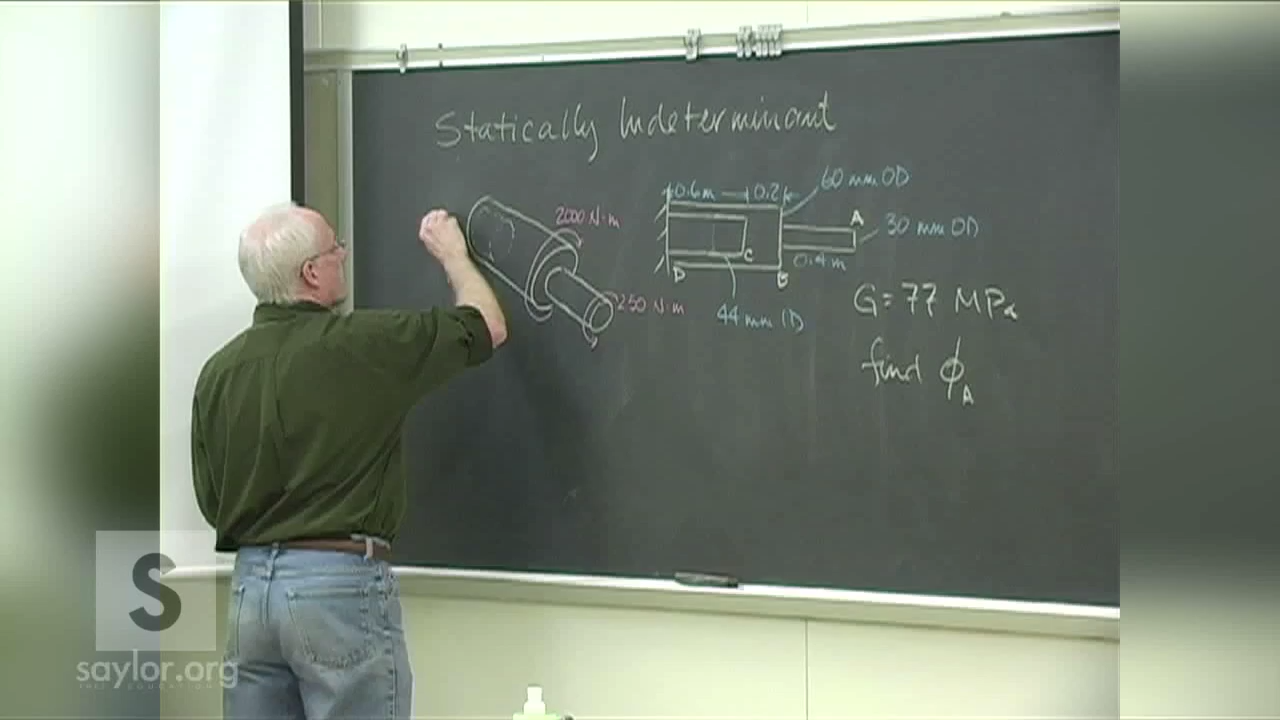 Statically Indeterminant
2000 N·m
250 N·m
0.6m
0.2
60 mm OD
A
30 mm OD
0.4m
C
D
B
44 mm ID
G=77 MPa
find ϕA
S
saylor.org